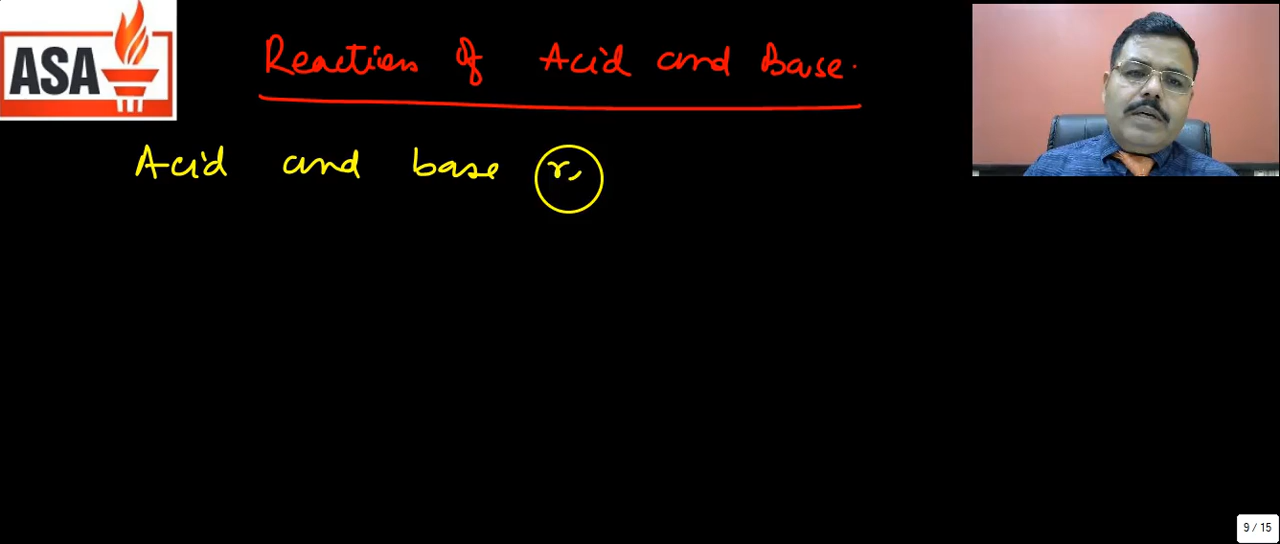 ASA
Reaction of Acid and Base.
Acid and base r,
9 / 15